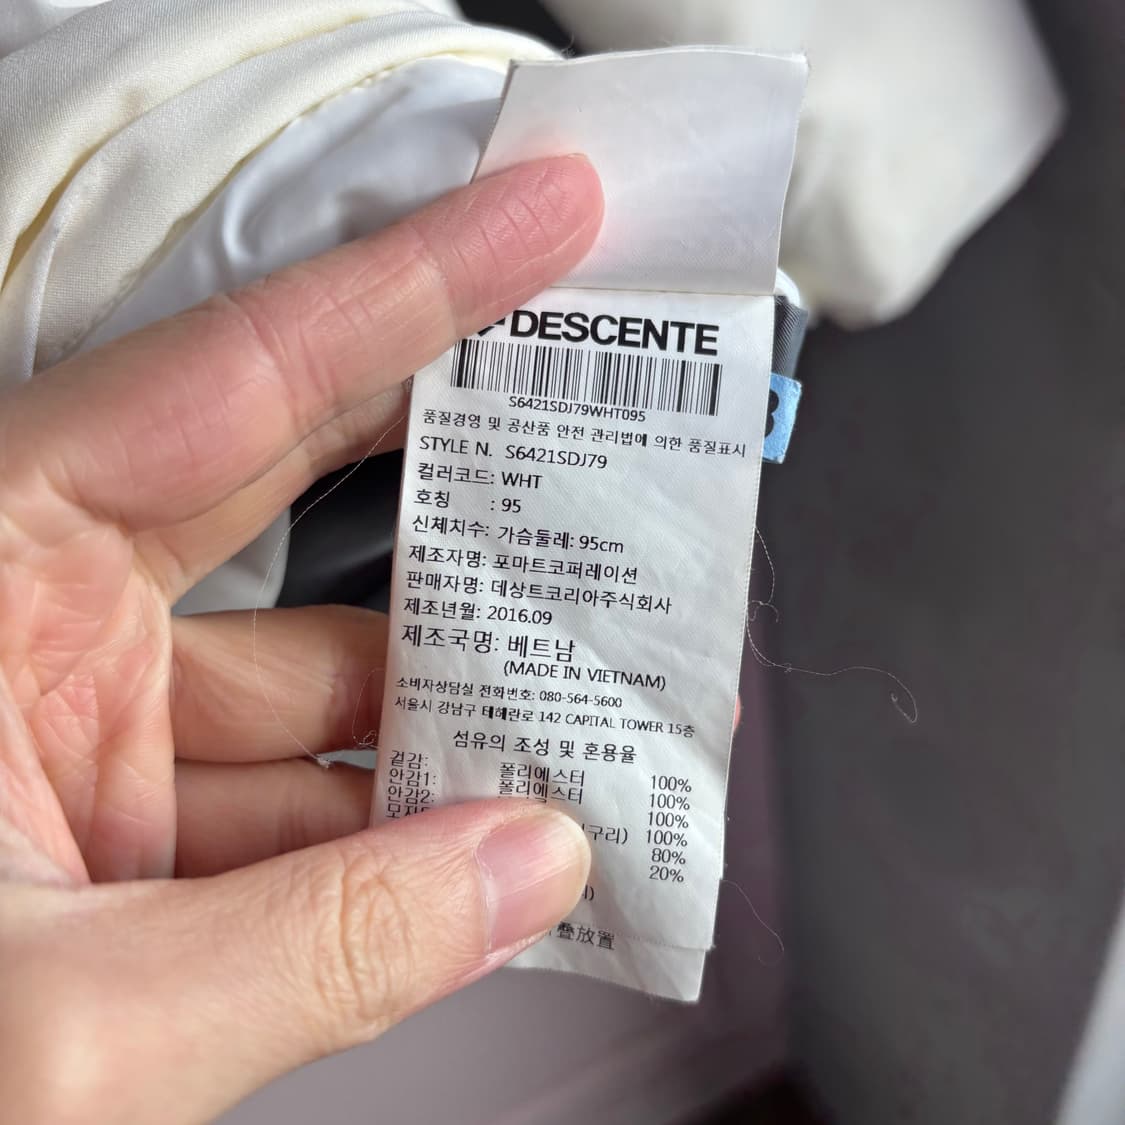 DESCENTE
S6421SDJ79WHT095
품질경영 및 공산품 안전 관리법에 의한 품질표시
STYLE N. S6421SDJ79
컬러코드: WHT
호칭 : 95
신체치수: 가슴둘레: 95cm
제조자명: 포마트코퍼레이션
판매자명: 데상트코리아주식회사
제조년월: 2016.09
제조국명: 베트남
(MADE IN VIETNAM)
소비자상담실 전화번호: 080-564-5600
서울시 강남구 테헤란로 142 CAPITAL TOWER 15층
섬유의 조성 및 혼용율
겉감: 폴리에스터 100%
안감1: 폴리에스터 100%
안감2: 100%
구리) 100%
80%
20%
叠放置